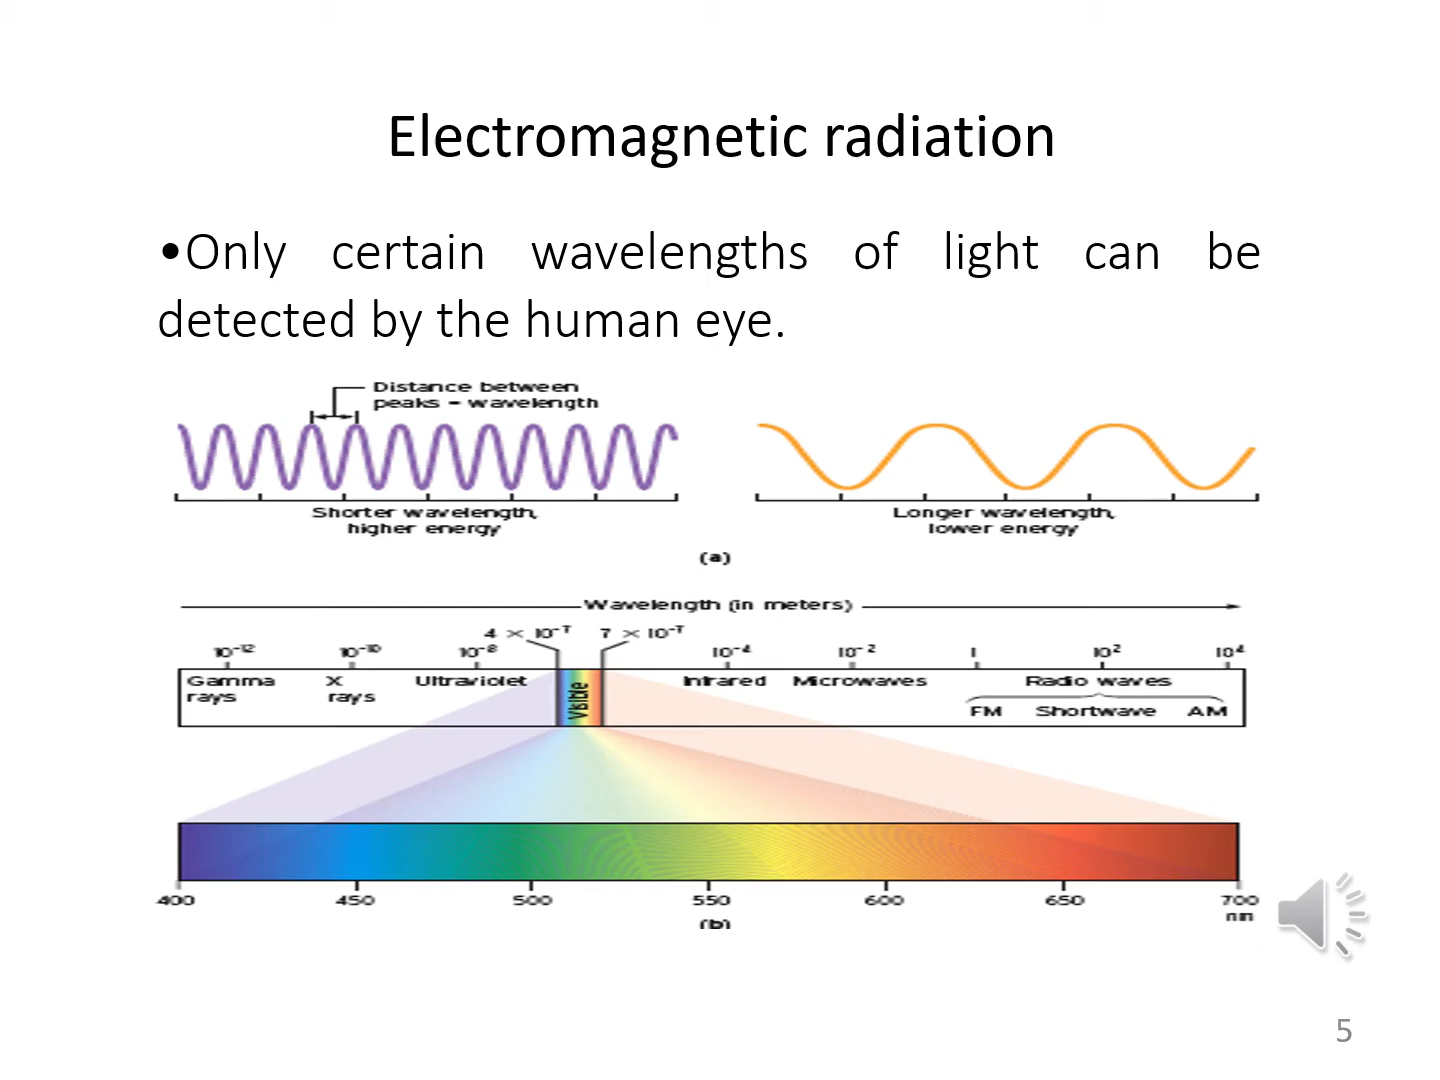 Electromagnetic radiation
•Only certain wavelengths of light can be
detected by the human eye.
Distance between
peaks = wavelength
Shorter wavelength,
higher energy
Longer wavelength,
lower energy
(a)
Wavelength (in meters)
4 × 10⁻⁷ 7 × 10⁻⁷
10⁻¹² 10⁻¹⁰ 10⁻⁸ 10⁻⁴ 10⁻² 1 10² 10⁴
Gamma
rays
X
rays
Ultraviolet
Visible
Infrared
Microwaves
Radio waves
FM Shortwave AM
400 450 500 550 600 650 700
nm
(b)
5